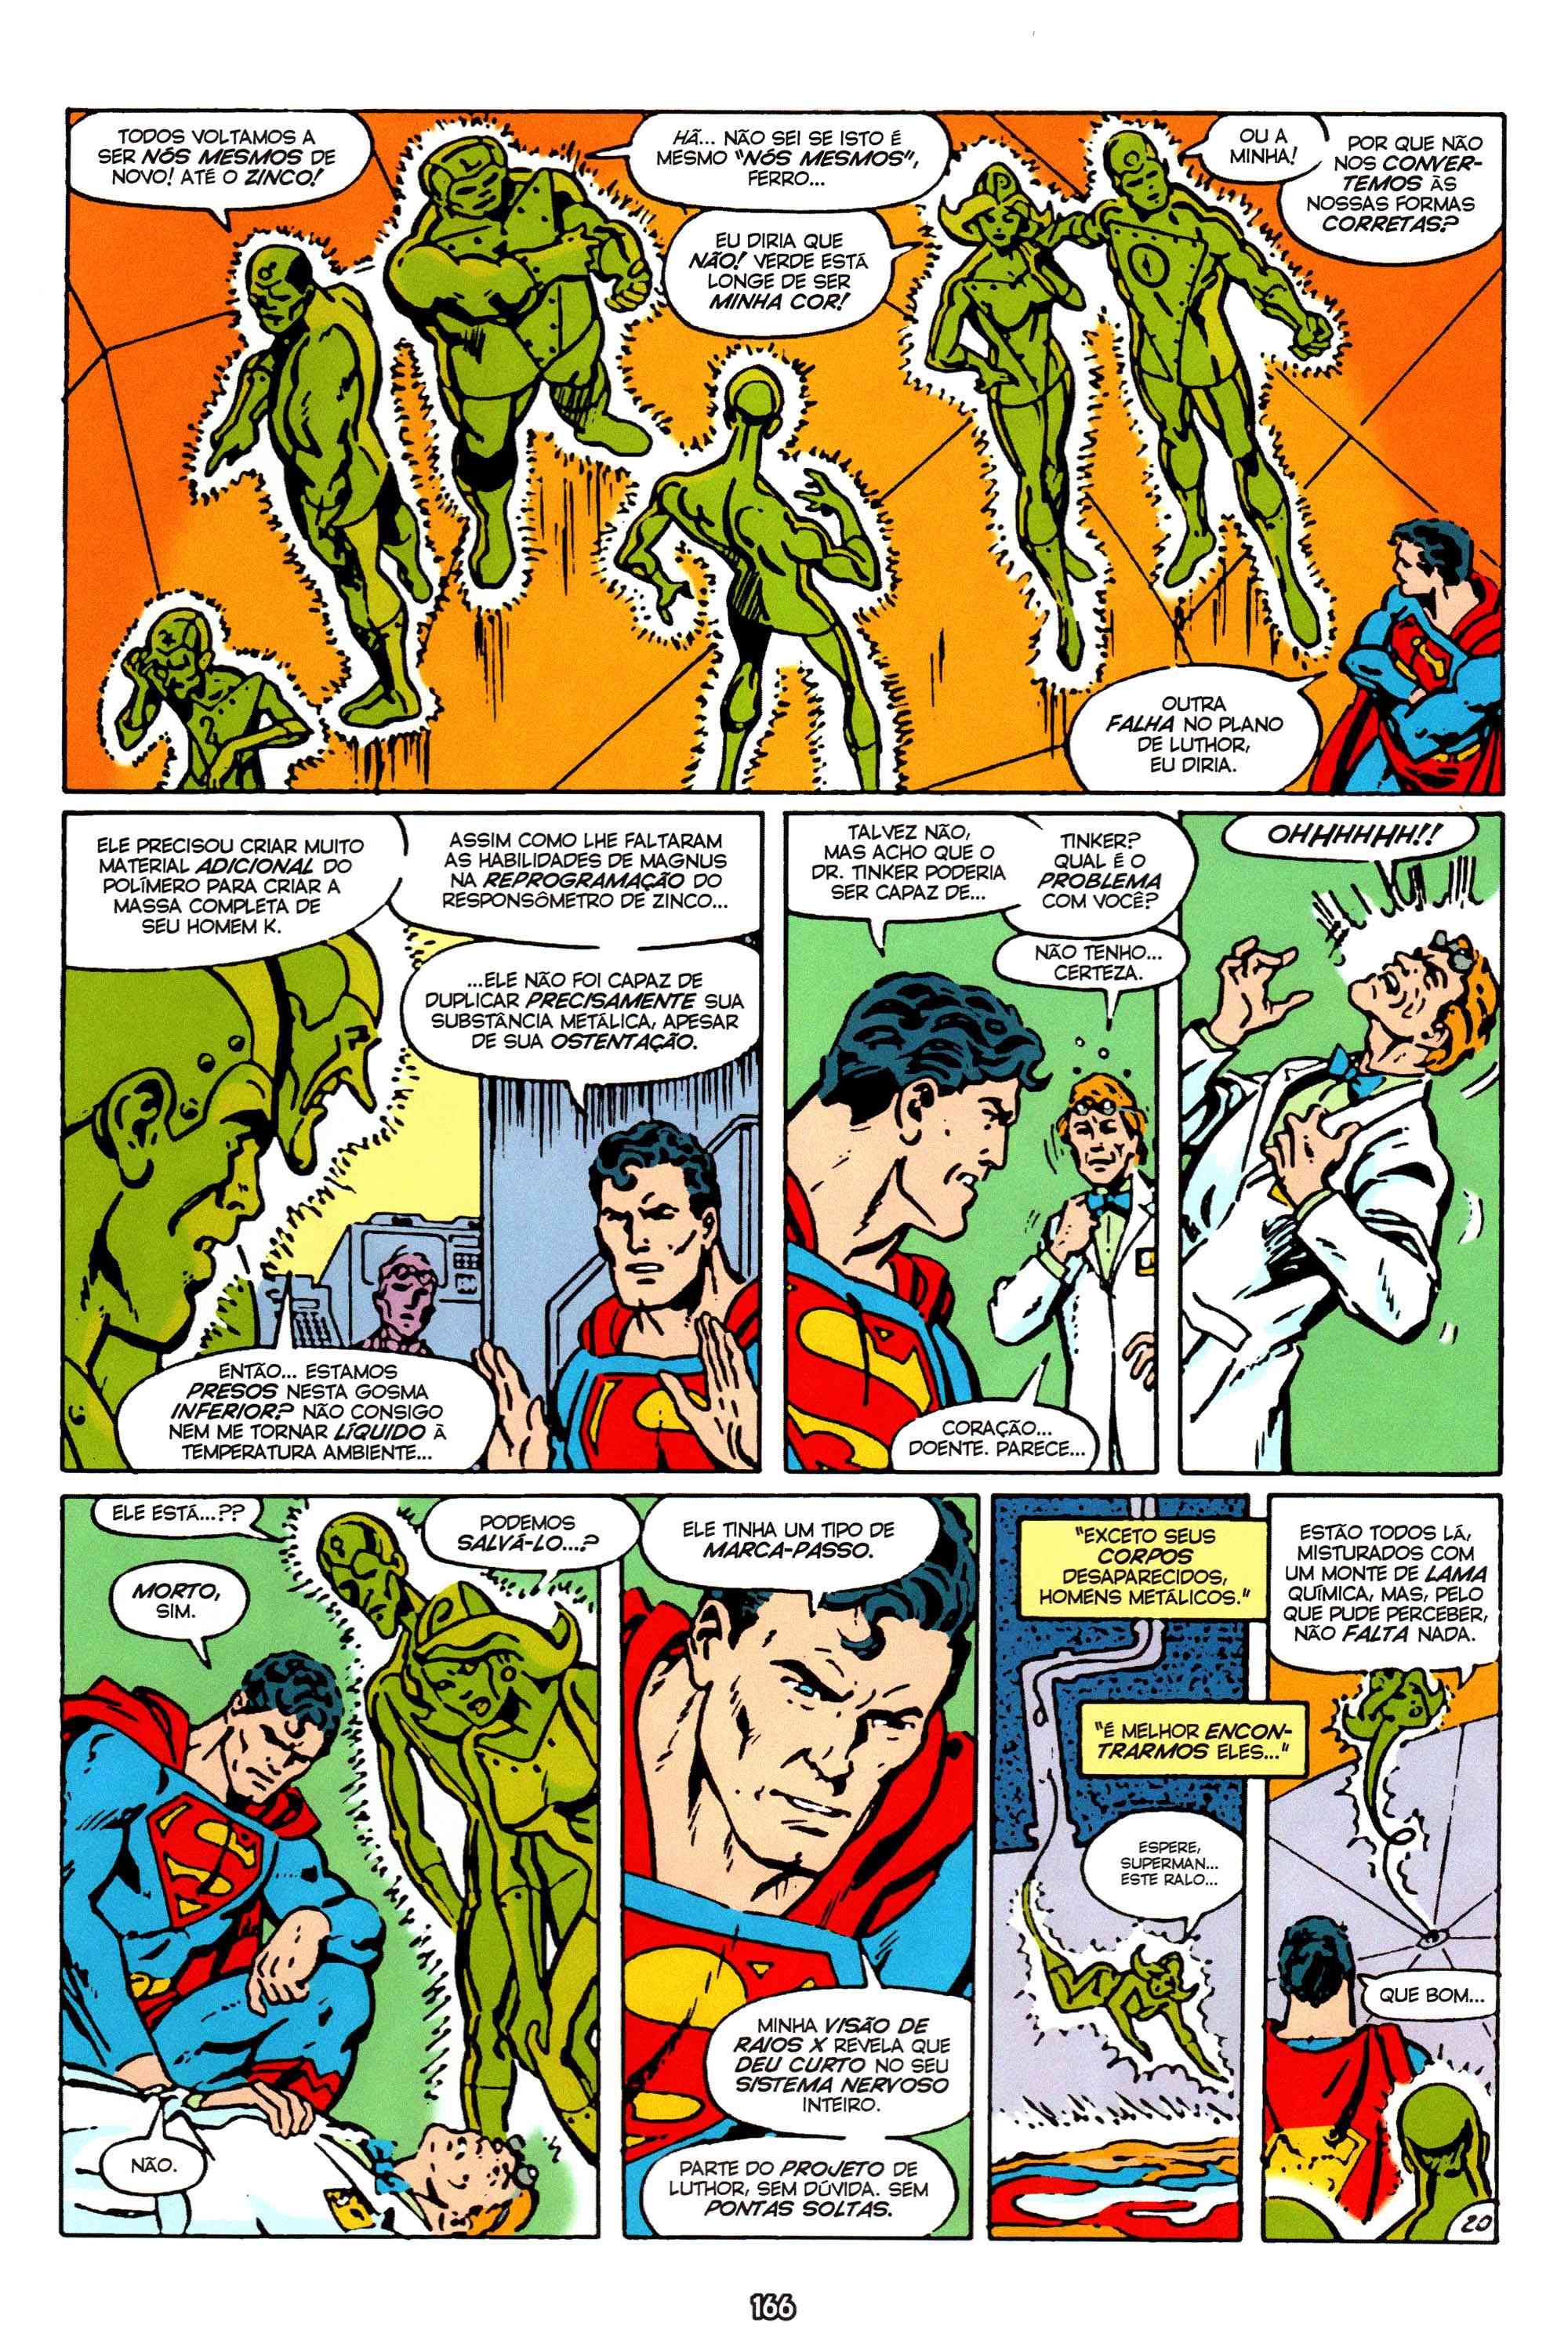 TODOS VOLTAMOS A
SER NÓS MESMOS DE
NOVO! ATÉ O ZINCO!
HÃ... NÃO SEI SE ISTO É
MESMO "NÓS MESMOS",
FERRO...
EU DIRIA QUE
NÃO! VERDE ESTÁ
LONGE DE SER
MINHA COR!
OU A
MINHA!
POR QUE NÃO
NOS CONVER-
TEMOS ÀS
NOSSAS FORMAS
CORRETAS?
OUTRA
FALHA NO PLANO
DE LUTHOR,
EU DIRIA.
ELE PRECISOU CRIAR MUITO
MATERIAL ADICIONAL DO
POLÍMERO PARA CRIAR A
MASSA COMPLETA DE
SEU HOMEM K.
ASSIM COMO LHE FALTARAM
AS HABILIDADES DE MAGNUS
NA REPROGRAMAÇÃO DO
RESPONSÔMETRO DE ZINCO...
...ELE NÃO FOI CAPAZ DE
DUPLICAR PRECISAMENTE SUA
SUBSTÂNCIA METÁLICA, APESAR
DE SUA OSTENTAÇÃO.
ENTÃO... ESTAMOS
PRESOS NESTA GOSMA
INFERIOR? NÃO CONSIGO
NEM ME TORNAR LÍQUIDO À
TEMPERATURA AMBIENTE...
TALVEZ NÃO,
MAS ACHO QUE O
DR. TINKER PODERIA
SER CAPAZ DE...
TINKER?
QUAL É O
PROBLEMA
COM VOCÊ?
NÃO TENHO...
CERTEZA.
CORAÇÃO...
DOENTE. PARECE...
OHHHHHH!!
ELE ESTÁ...??
MORTO,
SIM.
PODEMOS
SALVÁ-LO...?
NÃO.
ELE TINHA UM TIPO DE
MARCA-PASSO.
MINHA VISÃO DE
RAIOS X REVELA QUE
DEU CURTO NO SEU
SISTEMA NERVOSO
INTEIRO.
PARTE DO PROJETO DE
LUTHOR, SEM DÚVIDA. SEM
PONTAS SOLTAS.
"EXCETO SEUS
CORPOS
DESAPARECIDOS,
HOMENS METÁLICOS."
"É MELHOR ENCON-
TRARMOS ELES..."
ESPERE,
SUPERMAN...
ESTE RALO...
ESTÃO TODOS LÁ,
MISTURADOS COM
UM MONTE DE LAMA
QUÍMICA, MAS, PELO
QUE PUDE PERCEBER,
NÃO FALTA NADA.
QUE BOM...
20
166